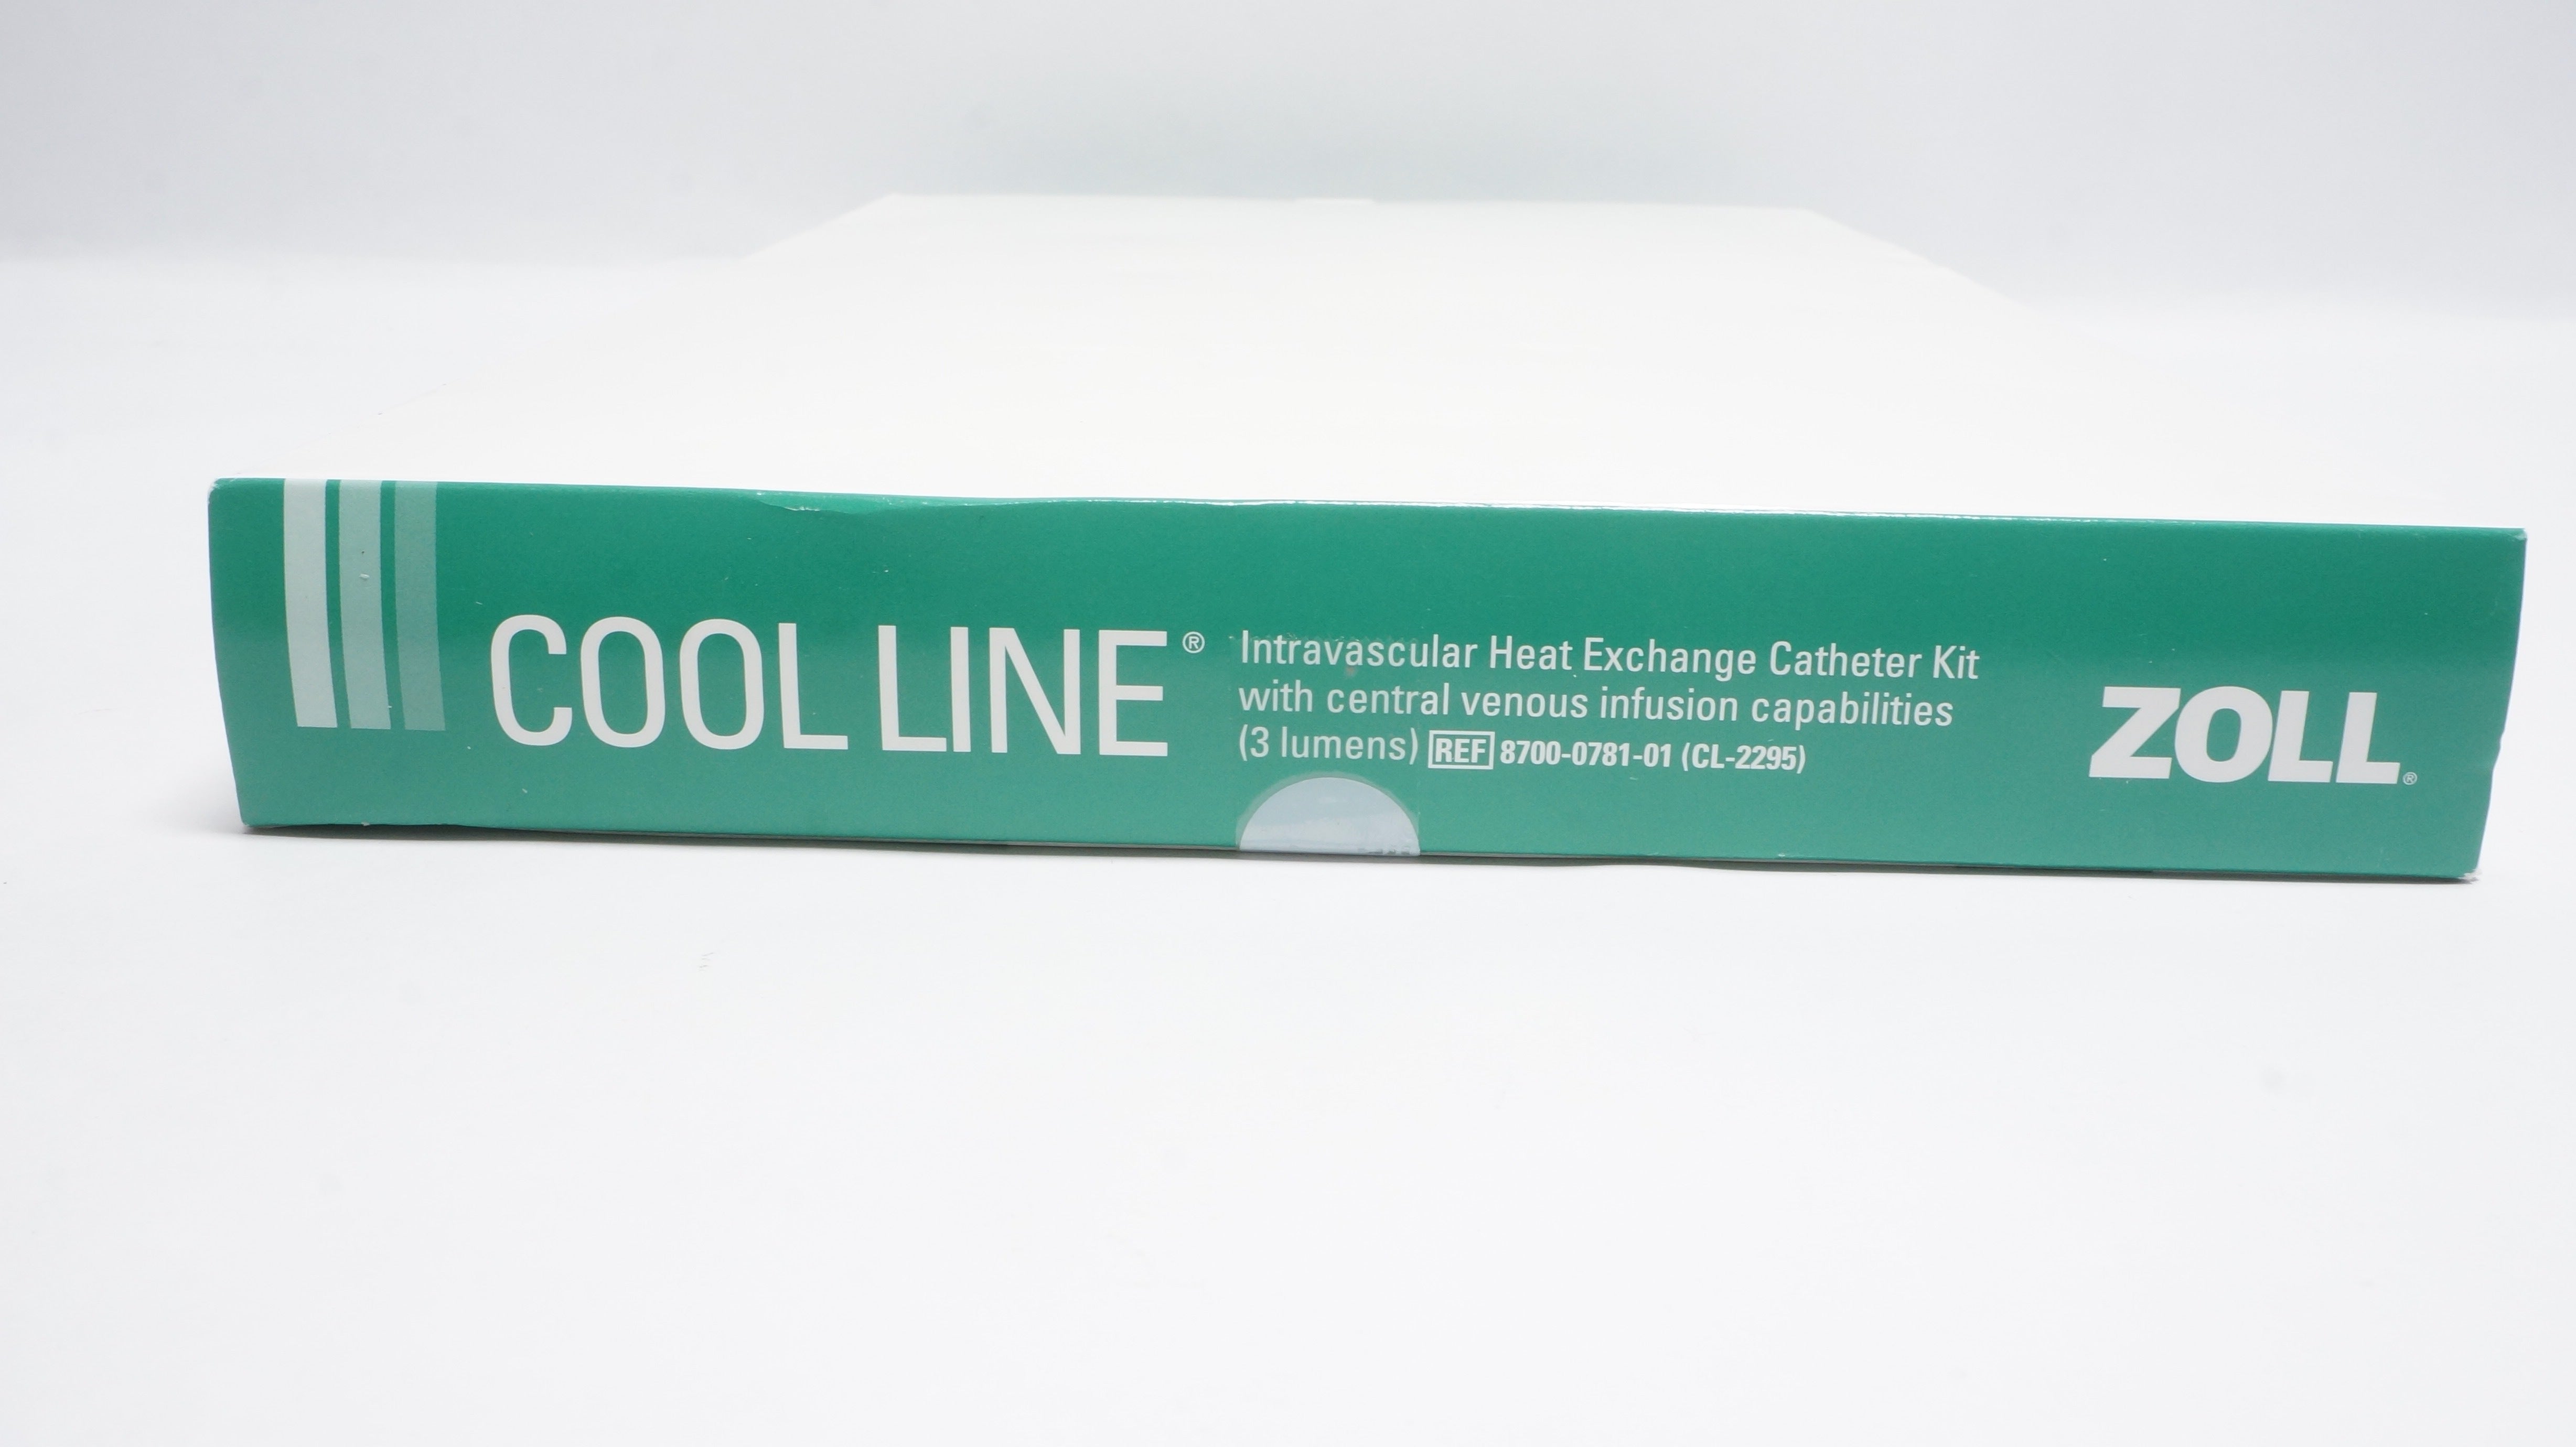 COOL LINE®
Intravascular Heat Exchange Catheter Kit
with central venous infusion capabilities
(3 lumens) REF 8700-0781-01 (CL-2295)
ZOLL®